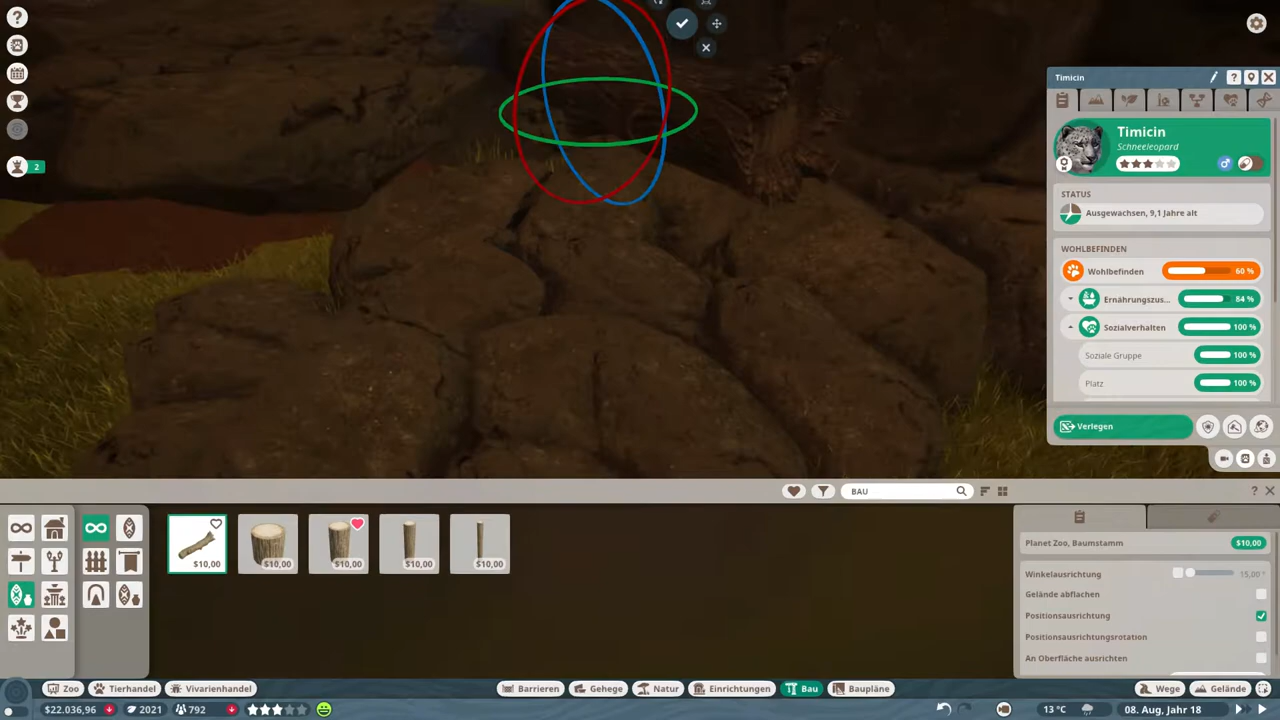 2
Timicin
Timicin
Schneeleopard
STATUS
Ausgewachsen, 9,1 Jahre alt
WOHLBEFINDEN
Wohlbefinden 60 %
Ernährungszus... 84 %
Sozialverhalten 100 %
Soziale Gruppe 100 %
Platz 100 %
Verlegen
BAU
$10,00 $10,00 $10,00 $10,00 $10,00
Planet Zoo, Baumstamm $10,00
Winkelausrichtung 15,00 °
Gelände abflachen
Positionsausrichtung
Positionsausrichtungsrotation
An Oberfläche ausrichten
Zoo Tierhandel Vivarienhandel Barrieren Gehege Natur Einrichtungen Bau Baupläne Wege Gelände
$22.036,96 2021 792 13 °C 08. Aug, Jahr 18